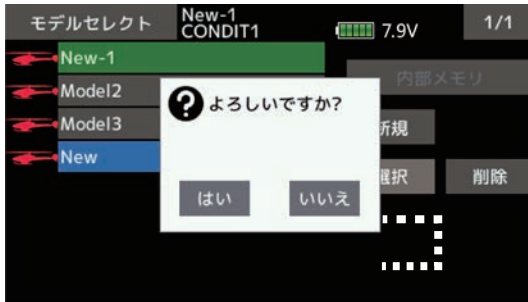 モデルセレクト
New-1
CONDIT1
7.9V
1/1
New-1
Model2
Model3
New
内部メモリ
よろしいですか?
新規
選択
削除
はい
いいえ